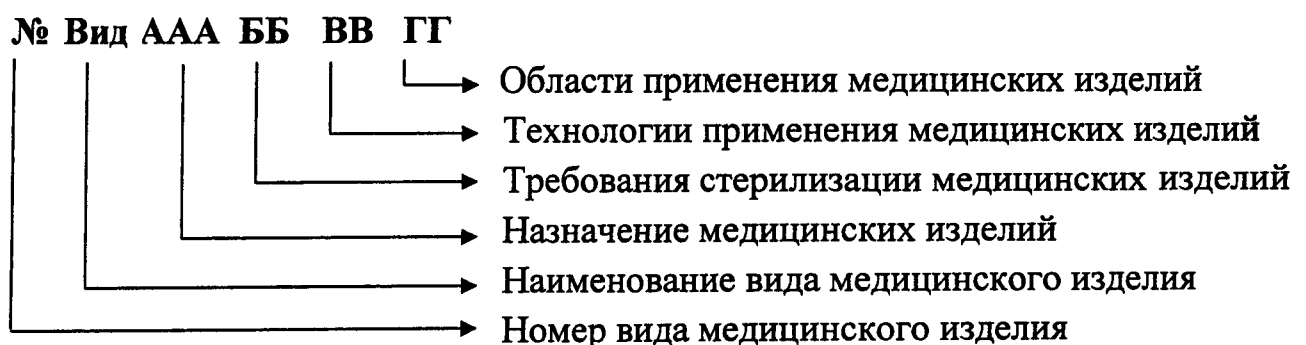 № Вид ААА ББ ВВ ГГ
Области применения медицинских изделий
Технологии применения медицинских изделий
Требования стерилизации медицинских изделий
Назначение медицинских изделий
Наименование вида медицинского изделия
Номер вида медицинского изделия